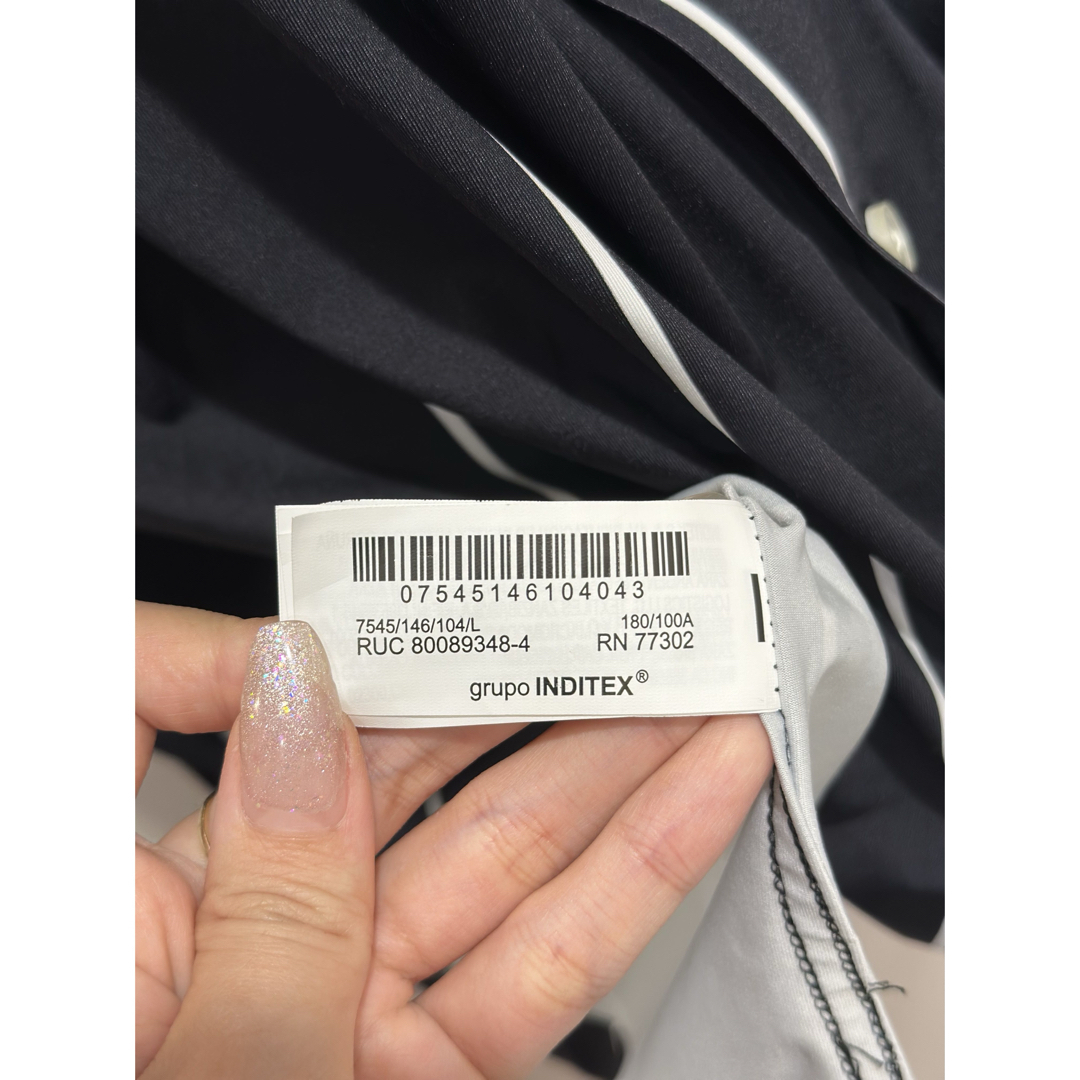 07545146104043
7545/146/104/L 180/100A
RUC 80089348-4 RN 77302
grupo INDITEX®